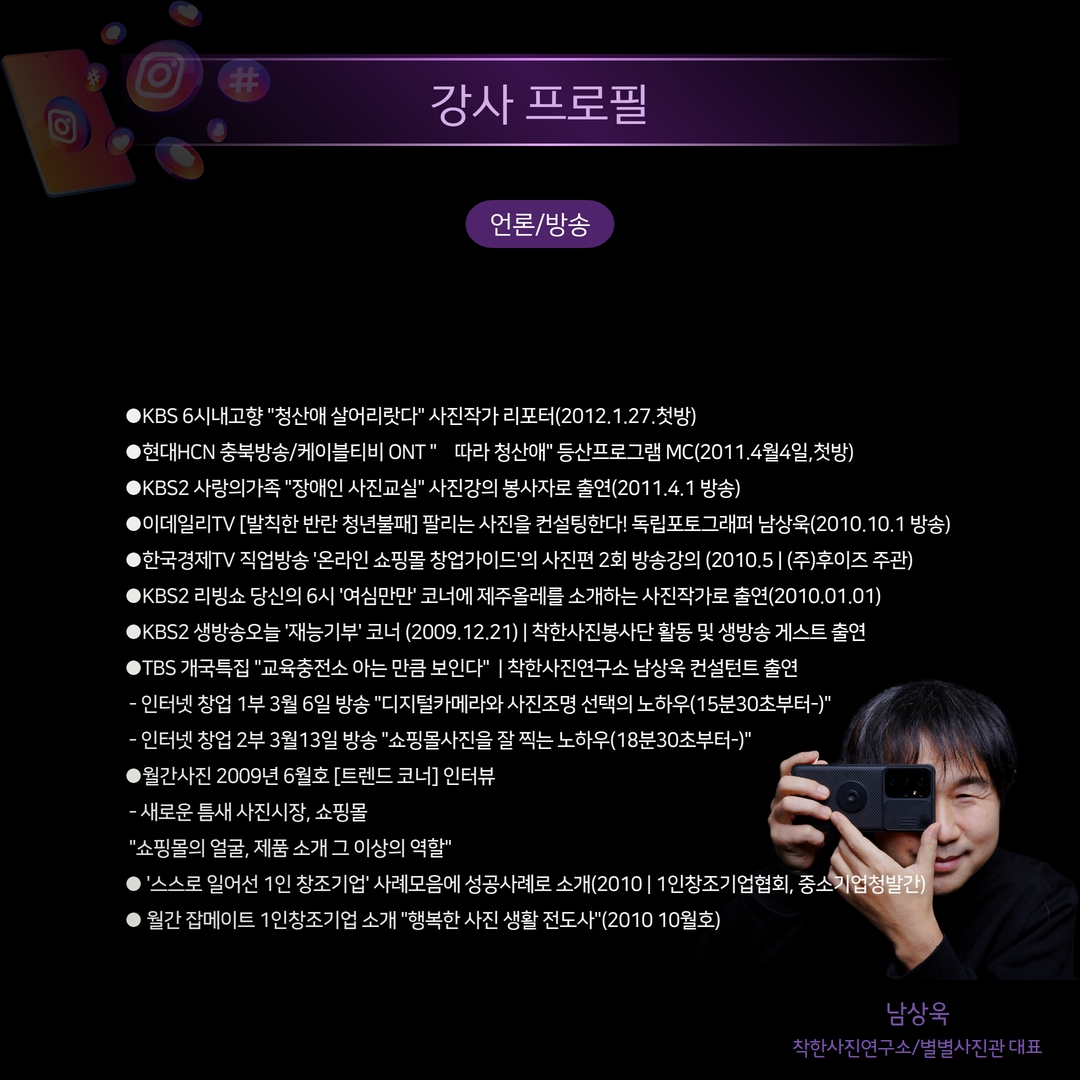 강사 프로필
언론/방송
●KBS 6시내고향 "청산애 살어리랏다" 사진작가 리포터(2012.1.27.첫방)
●현대HCN 충북방송/케이블티비 ONT " 따라 청산애" 등산프로그램 MC(2011.4월4일,첫방)
●KBS2 사랑의가족 "장애인 사진교실" 사진강의 봉사자로 출연(2011.4.1 방송)
●이데일리TV [발칙한 반란 청년불패] 팔리는 사진을 컨설팅한다! 독립포토그래퍼 남상욱(2010.10.1 방송)
●한국경제TV 직업방송 '온라인 쇼핑몰 창업가이드'의 사진편 2회 방송강의 (2010.5 | (주)후이즈 주관)
●KBS2 리빙쇼 당신의 6시 '여심만만' 코너에 제주올레를 소개하는 사진작가로 출연(2010.01.01)
●KBS2 생방송오늘 '재능기부' 코너 (2009.12.21) | 착한사진봉사단 활동 및 생방송 게스트 출연
●TBS 개국특집 "교육충전소 아는 만큼 보인다" | 착한사진연구소 남상욱 컨설턴트 출연
- 인터넷 창업 1부 3월 6일 방송 "디지털카메라와 사진조명 선택의 노하우(15분30초부터-)"
- 인터넷 창업 2부 3월13일 방송 "쇼핑몰사진을 잘 찍는 노하우(18분30초부터-)"
●월간사진 2009년 6월호 [트렌드 코너] 인터뷰
- 새로운 틈새 사진시장, 쇼핑몰
"쇼핑몰의 얼굴, 제품 소개 그 이상의 역할"
● '스스로 일어선 1인 창조기업' 사례모음에 성공사례로 소개(2010 | 1인창조기업협회, 중소기업청발간)
● 월간 잡메이트 1인창조기업 소개 "행복한 사진 생활 전도사"(2010 10월호)
남상욱
착한사진연구소/별별사진관 대표